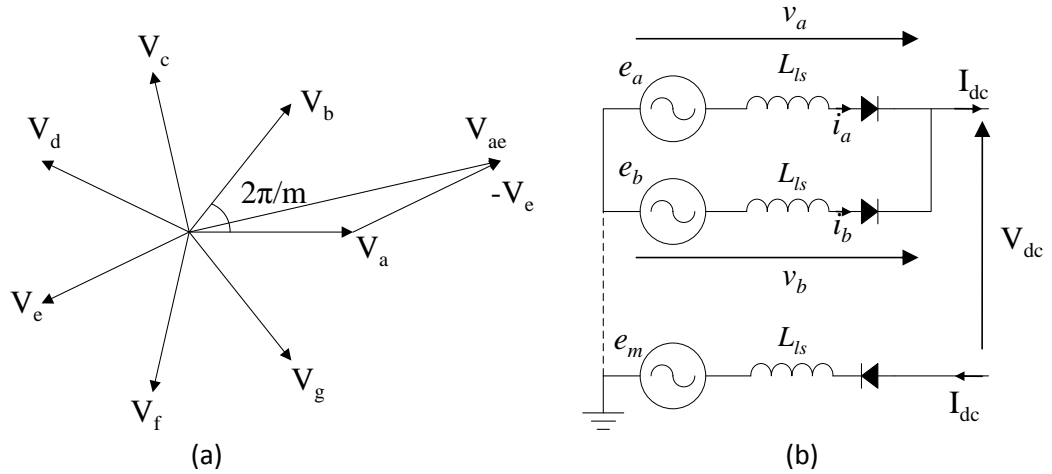 V_c
V_b
V_d
V_ae
2π/m
-V_e
V_a
V_e
V_g
V_f
(a)
v_a
e_a
L_ls
I_dc
i_a
e_b
L_ls
i_b
V_dc
v_b
e_m
L_ls
I_dc
(b)